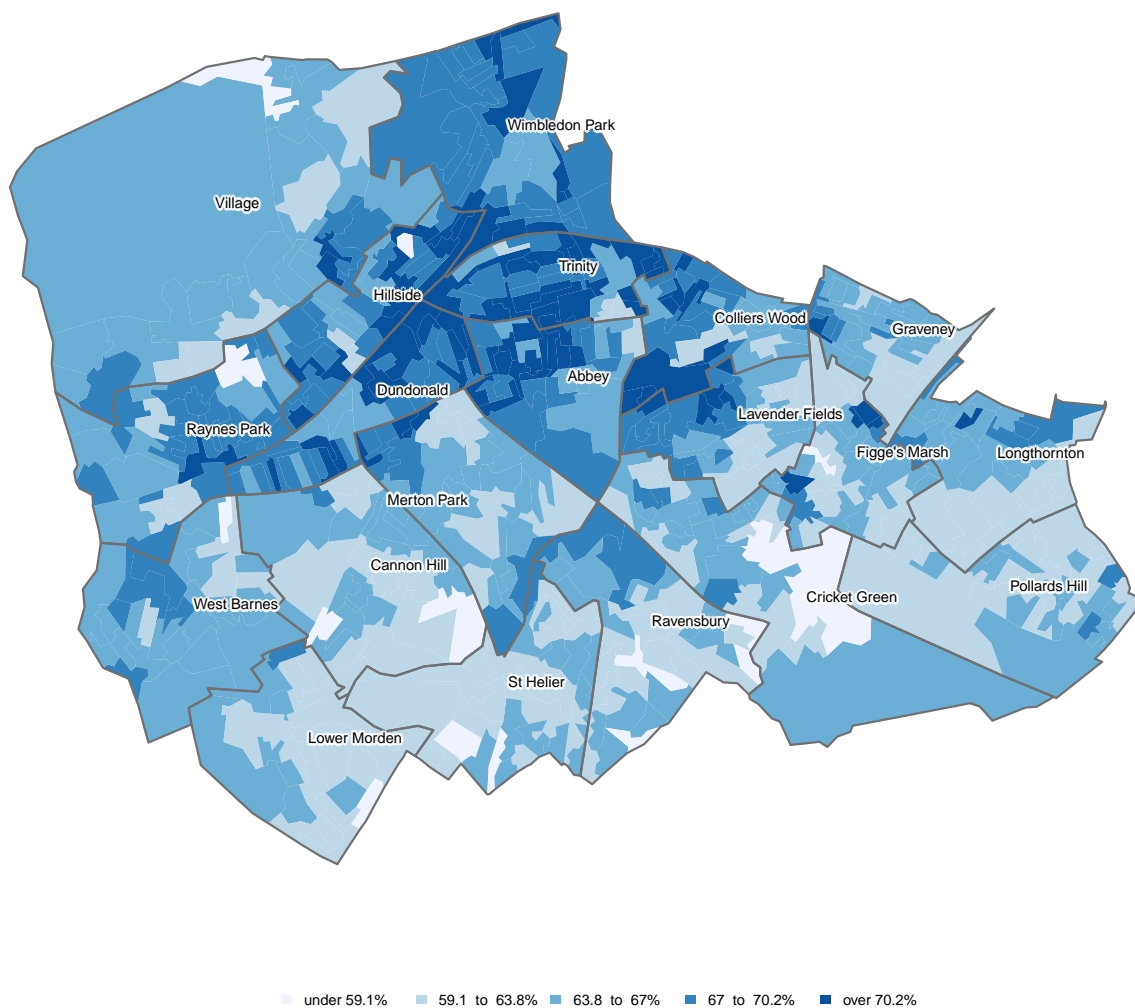 Wimbledon Park
Village
Trinity
Hillside
Colliers Wood
Graveney
Abbey
Dundonald
Lavender Fields
Raynes Park
Figge's Marsh
Longthornton
Merton Park
Cannon Hill
Pollards Hill
Cricket Green
West Barnes
Ravensbury
St Helier
Lower Morden
under 59.1% 59.1 to 63.8% 63.8 to 67% 67 to 70.2% over 70.2%